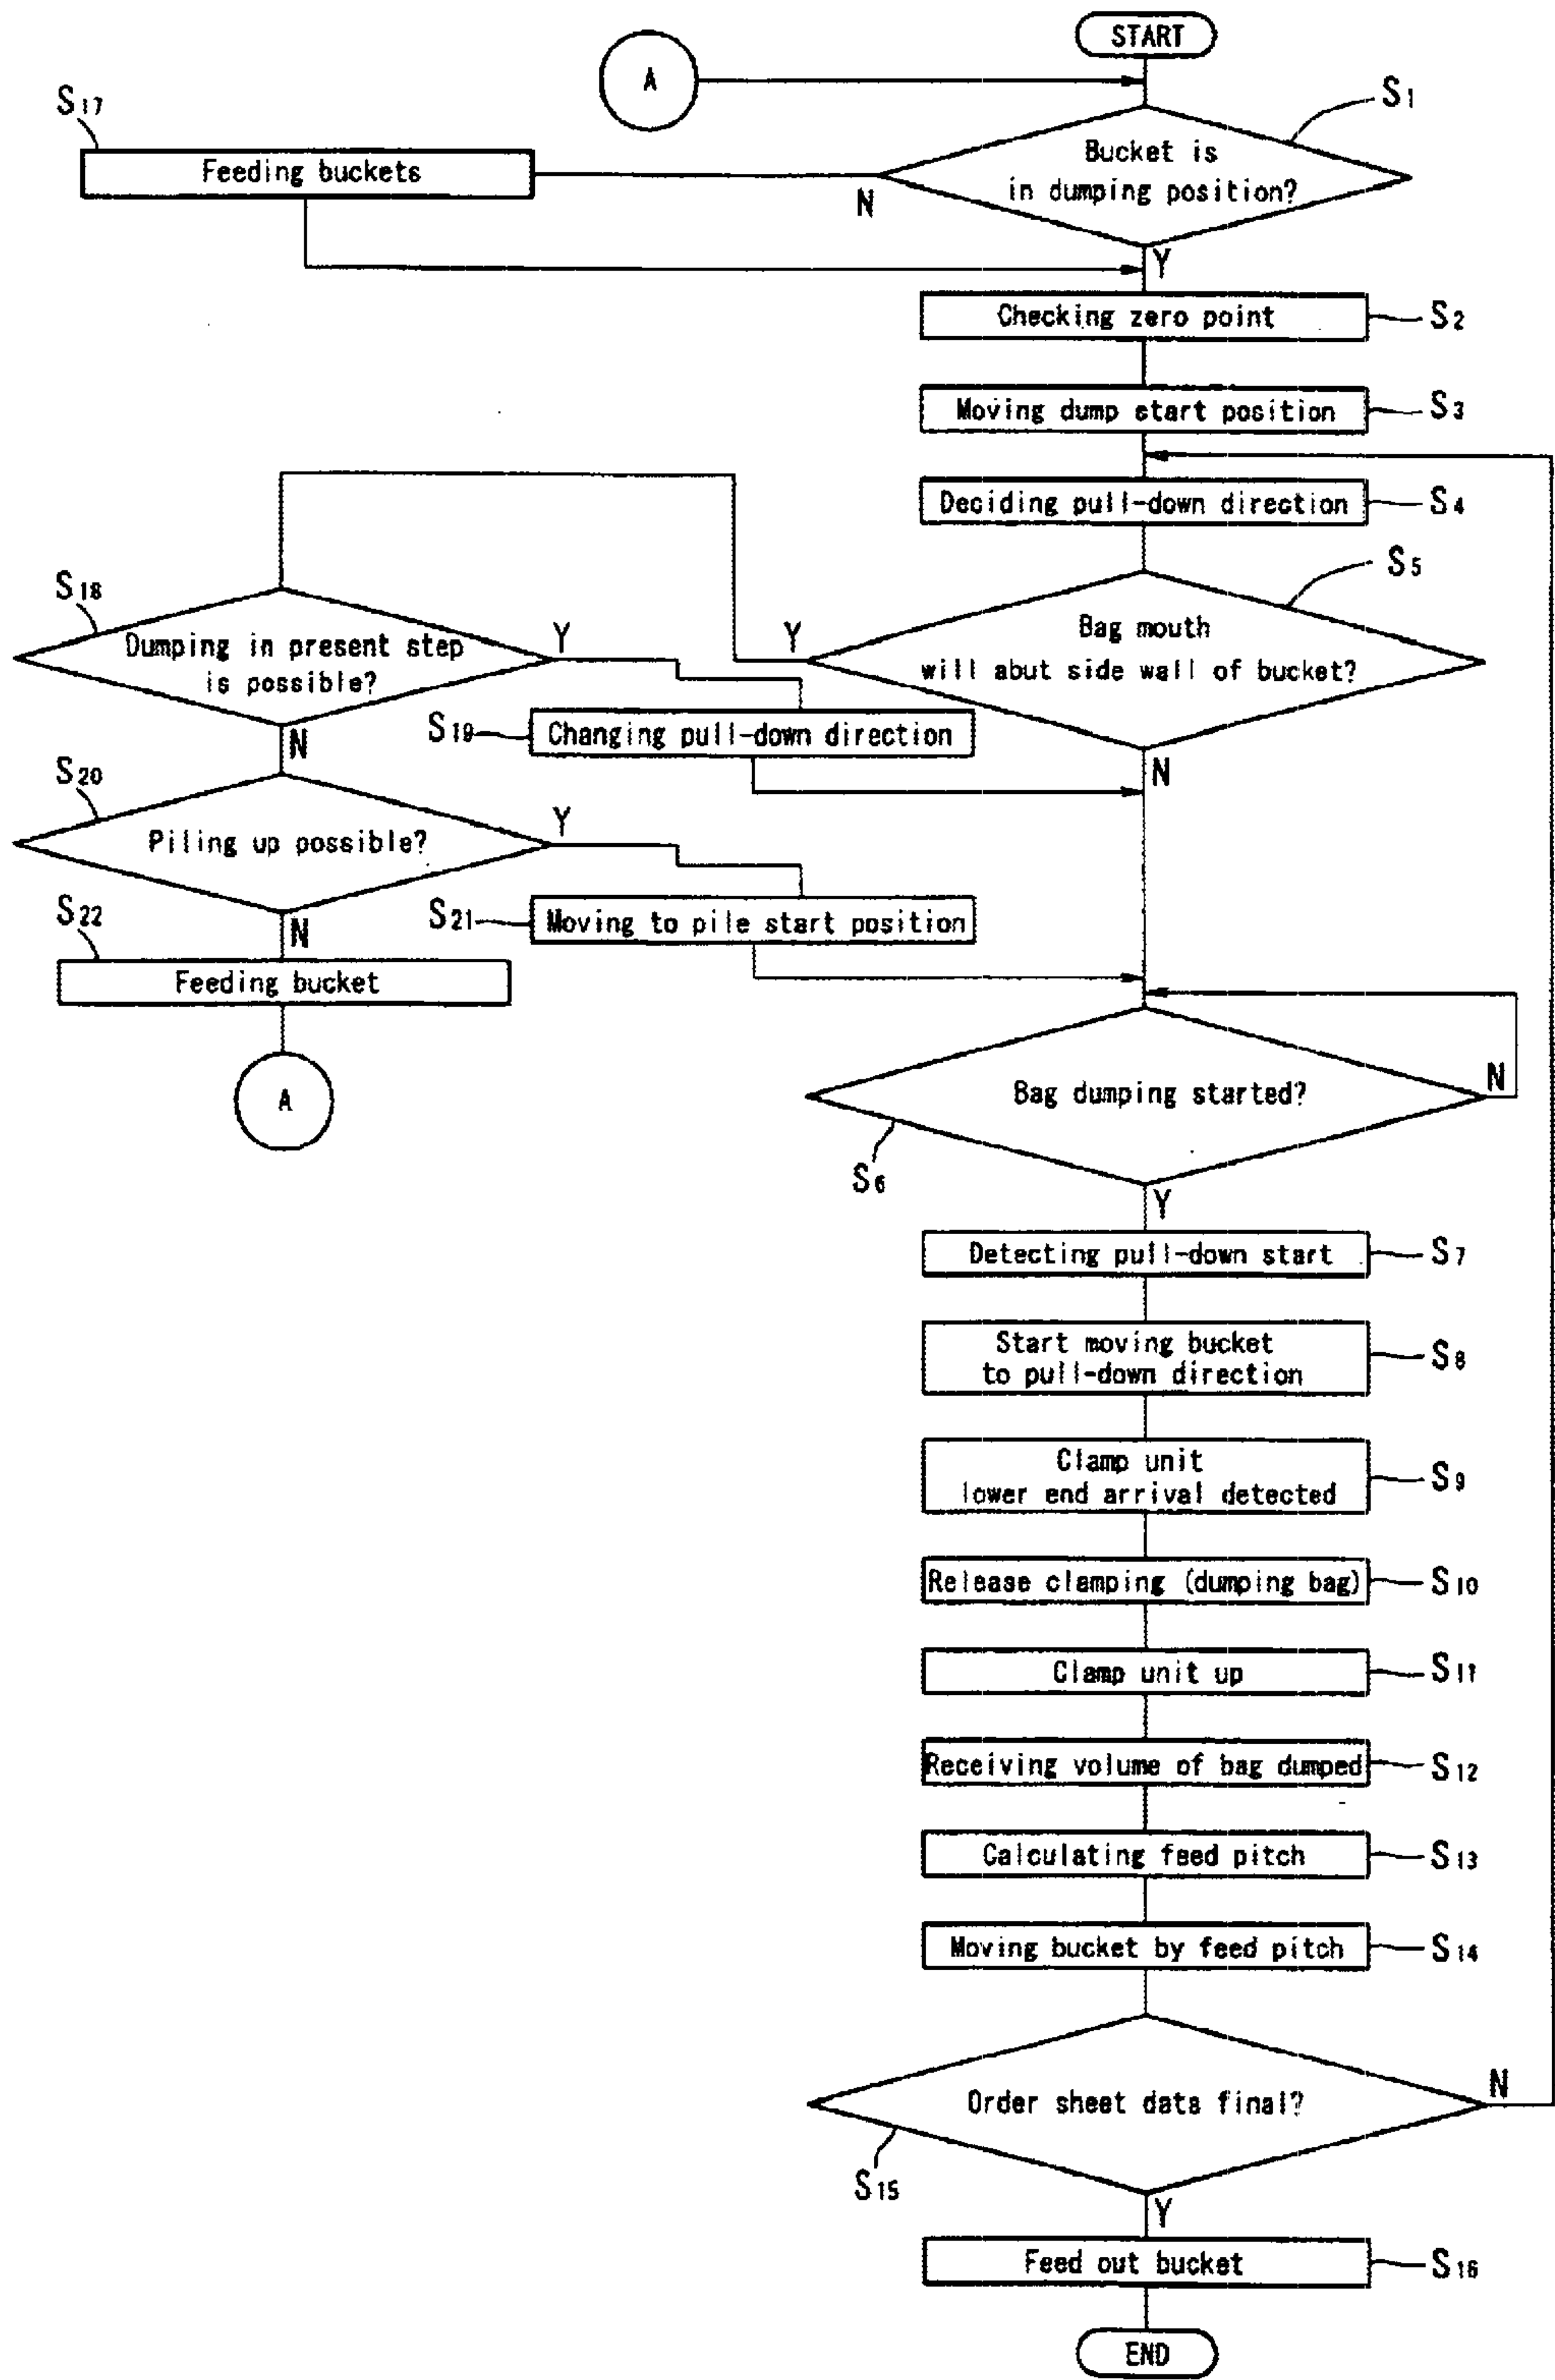 START
A
S1
S17
Bucket is
in dumping position?
Feeding buckets
N
Y
Checking zero point
S2
Moving dump start position
S3
Deciding pull-down direction
S4
S5
S18
Bag mouth
will abut side wall of bucket?
Y
Dumping in present step
is possible?
Y
S19
Changing pull-down direction
N
N
S20
Piling up possible?
Y
S21
Moving to pile start position
S22
N
Feeding bucket
A
Bag dumping started?
N
S6
Y
Detecting pull-down start
S7
Start moving bucket
to pull-down direction
S8
Clamp unit
lower end arrival detected
S9
Release clamping (dumping bag)
S10
Clamp unit up
S11
Receiving volume of bag dumped
S12
Calculating feed pitch
S13
Moving bucket by feed pitch
S14
Order sheet data final?
N
S15
Y
Feed out bucket
S16
END